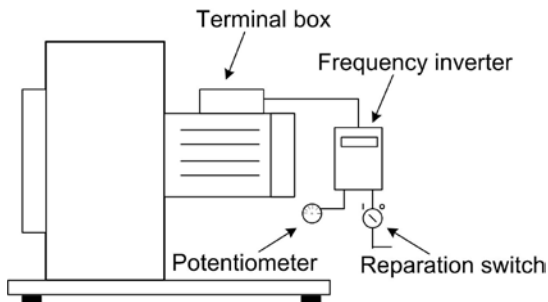 Terminal box
Frequency inverter
I O
Potentiometer
Reparation switch